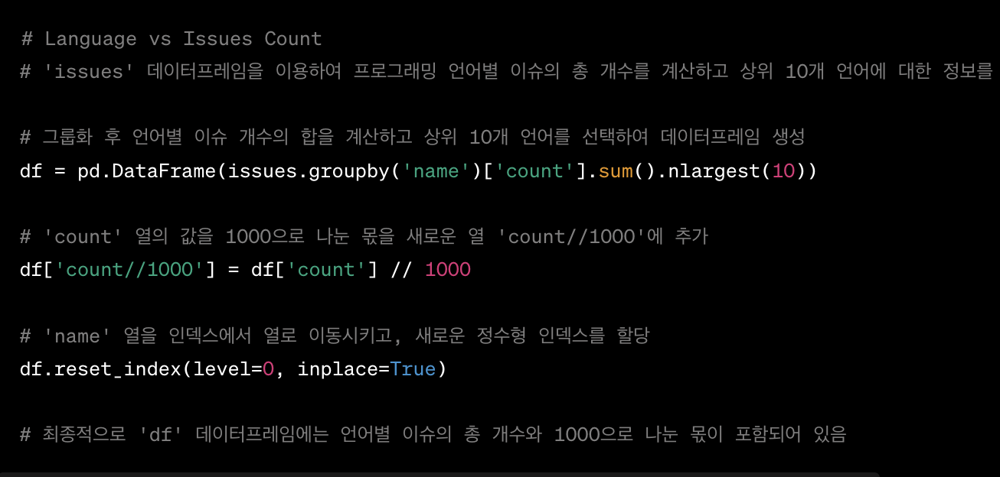 # Language vs Issues Count
# 'issues' 데이터프레임을 이용하여 프로그래밍 언어별 이슈의 총 개수를 계산하고 상위 10개 언어에 대한 정보를
# 그룹화 후 언어별 이슈 개수의 합을 계산하고 상위 10개 언어를 선택하여 데이터프레임 생성
df = pd.DataFrame(issues.groupby('name')['count'].sum().nlargest(10))
# 'count' 열의 값을 1000으로 나눈 몫을 새로운 열 'count//1000'에 추가
df['count//1000'] = df['count'] // 1000
# 'name' 열을 인덱스에서 열로 이동시키고, 새로운 정수형 인덱스를 할당
df.reset_index(level=0, inplace=True)
# 최종적으로 'df' 데이터프레임에는 언어별 이슈의 총 개수와 1000으로 나눈 몫이 포함되어 있음